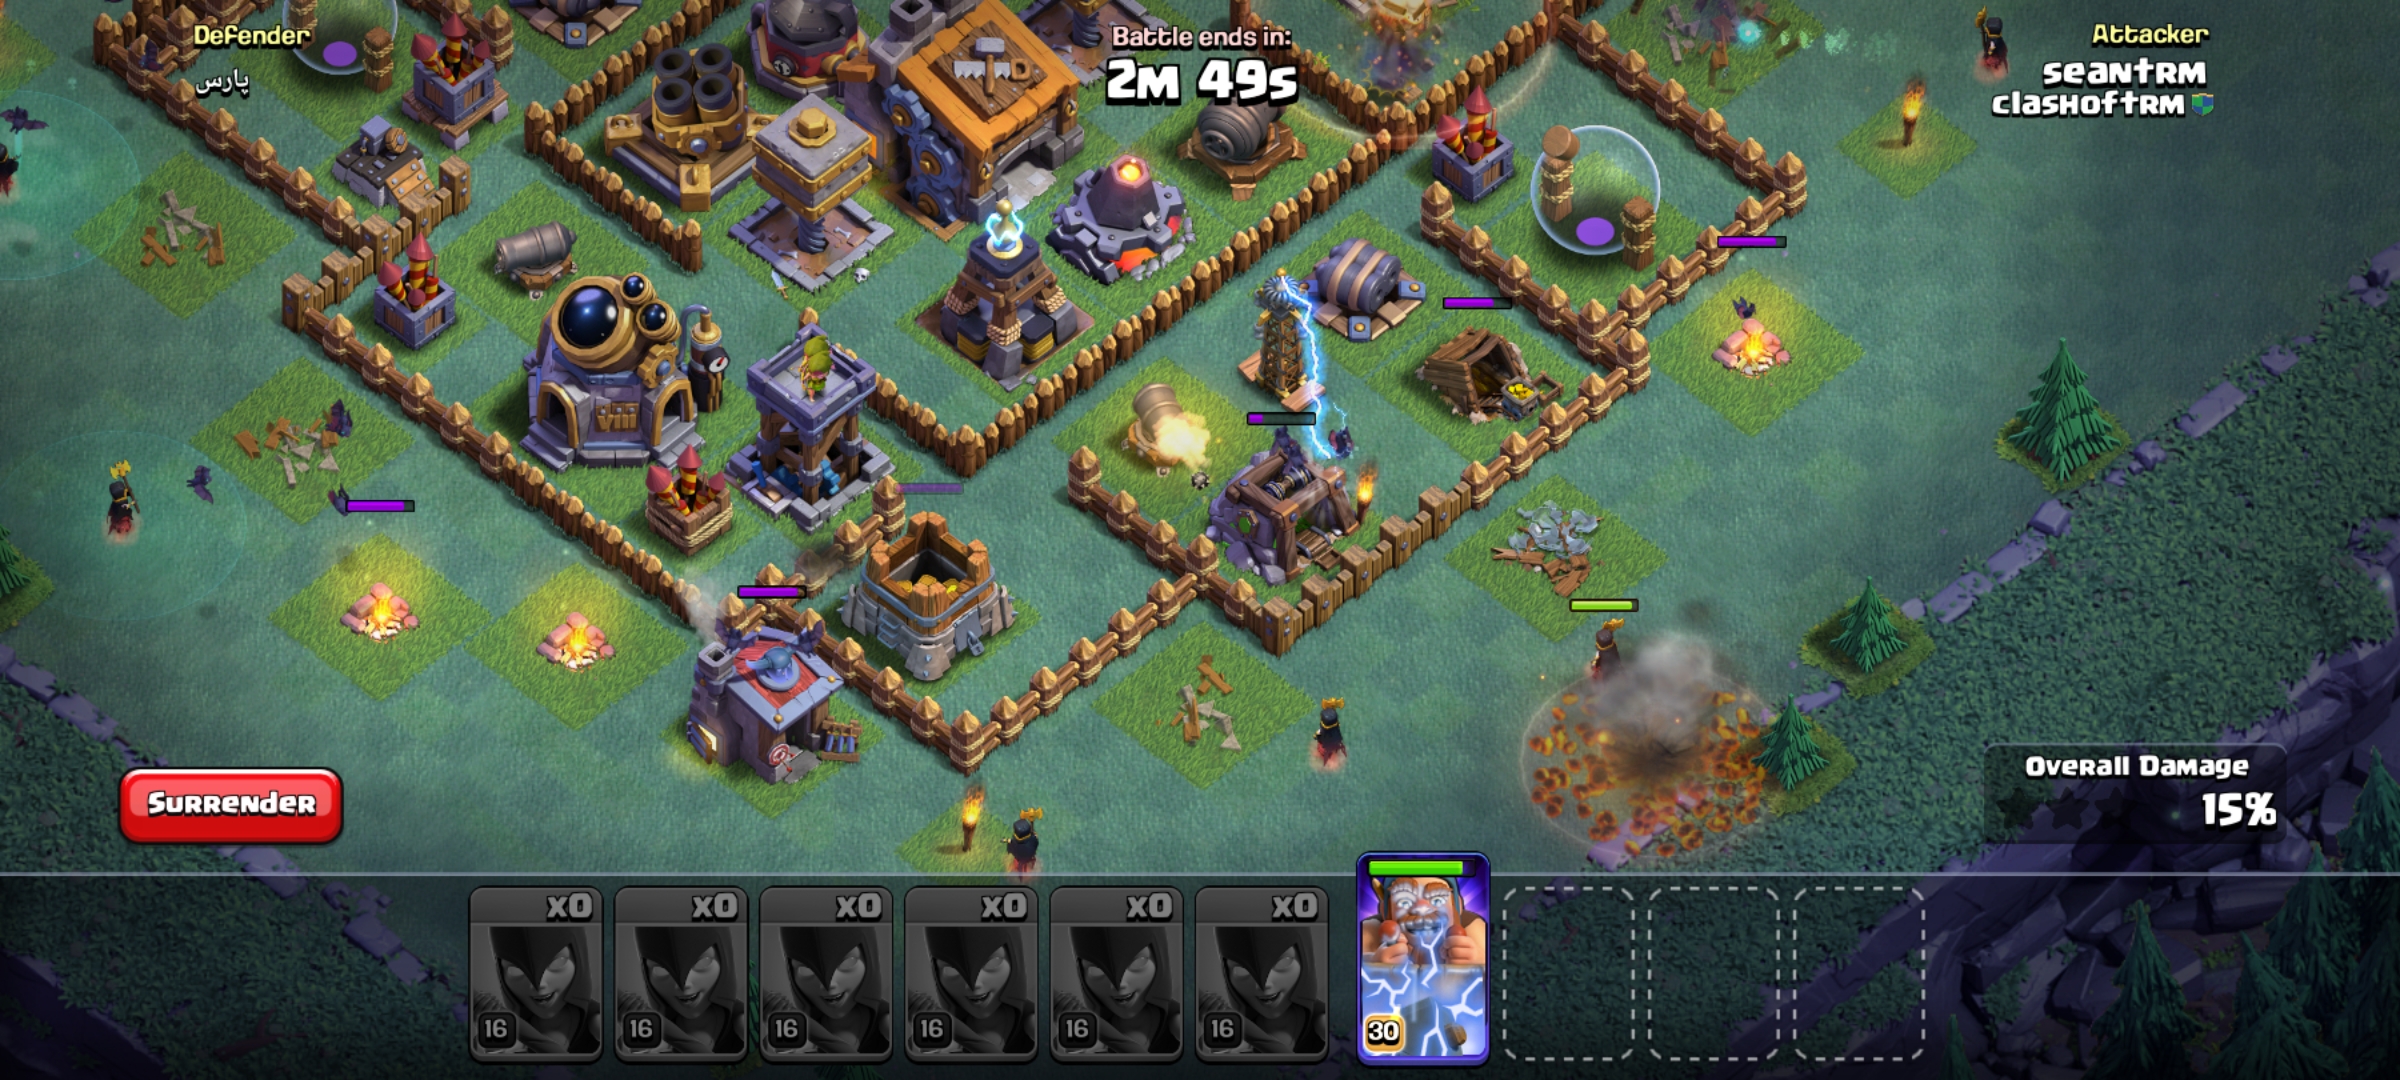 Defender
پارس
Battle ends in:
2M 49s
Attacker
seantRM
clashoftRM
VIII
Surrender
Overall Damage
15%
x0
x0
x0
x0
x0
x0
16
16
16
16
16
16
30